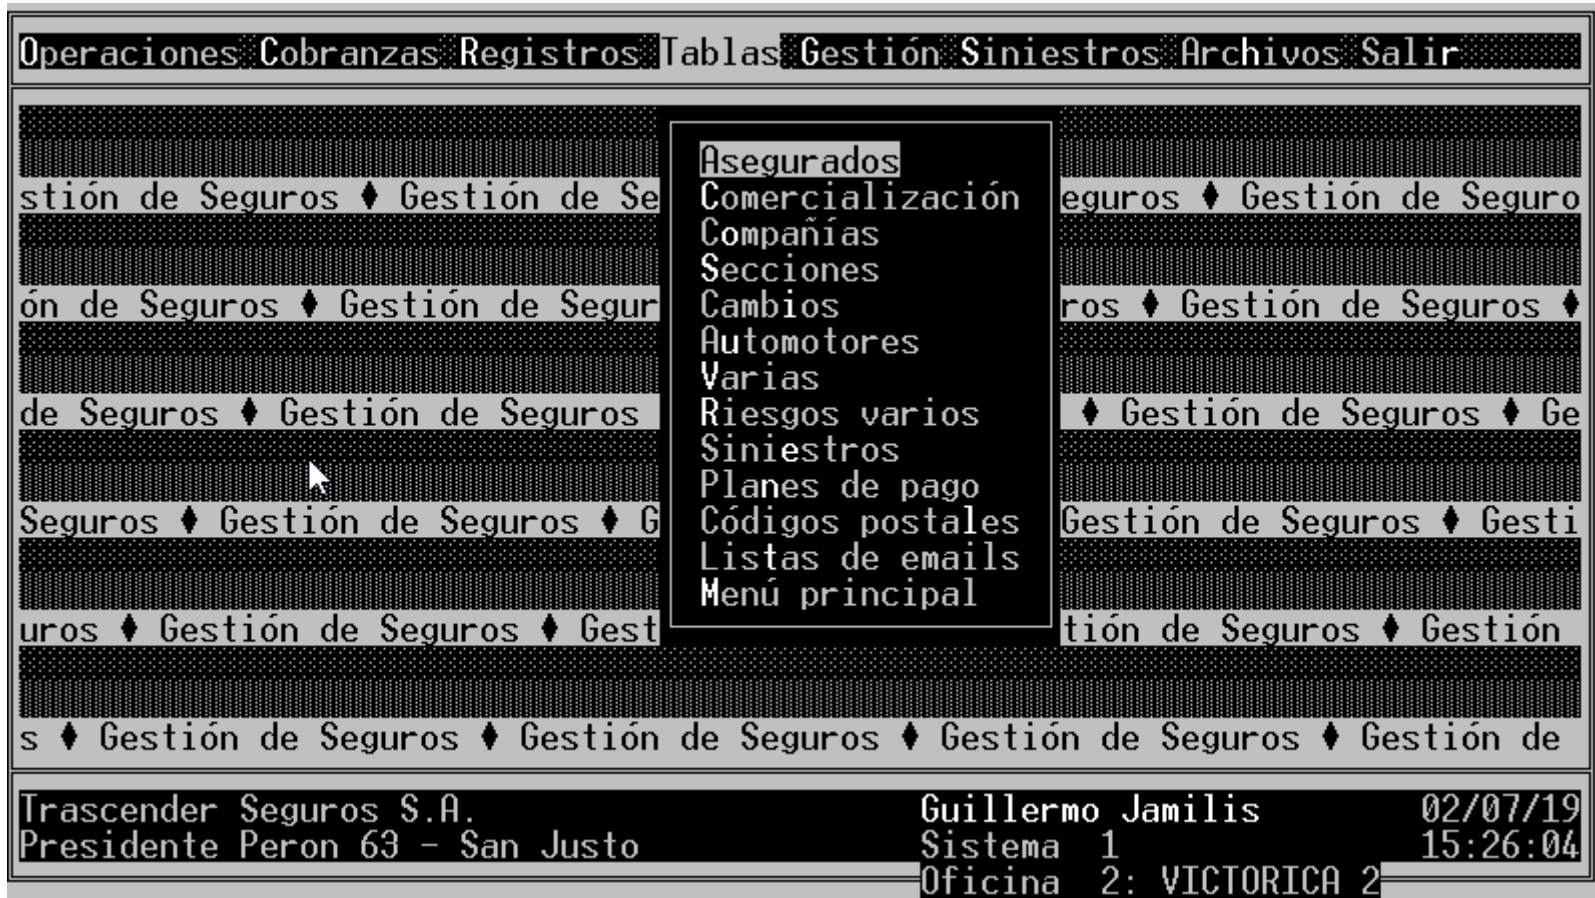 Operaciones Cobranzas Registros Tablas Gestión Siniestros Archivos Salir
Asegurados
stión de Seguros ♦ Gestión de Se Comercialización eguros ♦ Gestión de Seguro
Compañías
Secciones
ón de Seguros ♦ Gestión de Segur Cambios ros ♦ Gestión de Seguros ♦
Automotores
Varias
de Seguros ♦ Gestión de Seguros Riesgos varios ♦ Gestión de Seguros ♦ Ge
Siniestros
Planes de pago
Seguros ♦ Gestión de Seguros ♦ G Códigos postales Gestión de Seguros ♦ Gesti
Listas de emails
Menú principal
uros ♦ Gestión de Seguros ♦ Gest tión de Seguros ♦ Gestión
s ♦ Gestión de Seguros ♦ Gestión de Seguros ♦ Gestión de Seguros ♦ Gestión de
Trascender Seguros S.A. Guillermo Jamilis 02/07/19
Presidente Peron 63 - San Justo Sistema 1 15:26:04
Oficina 2: VICTORICA 2